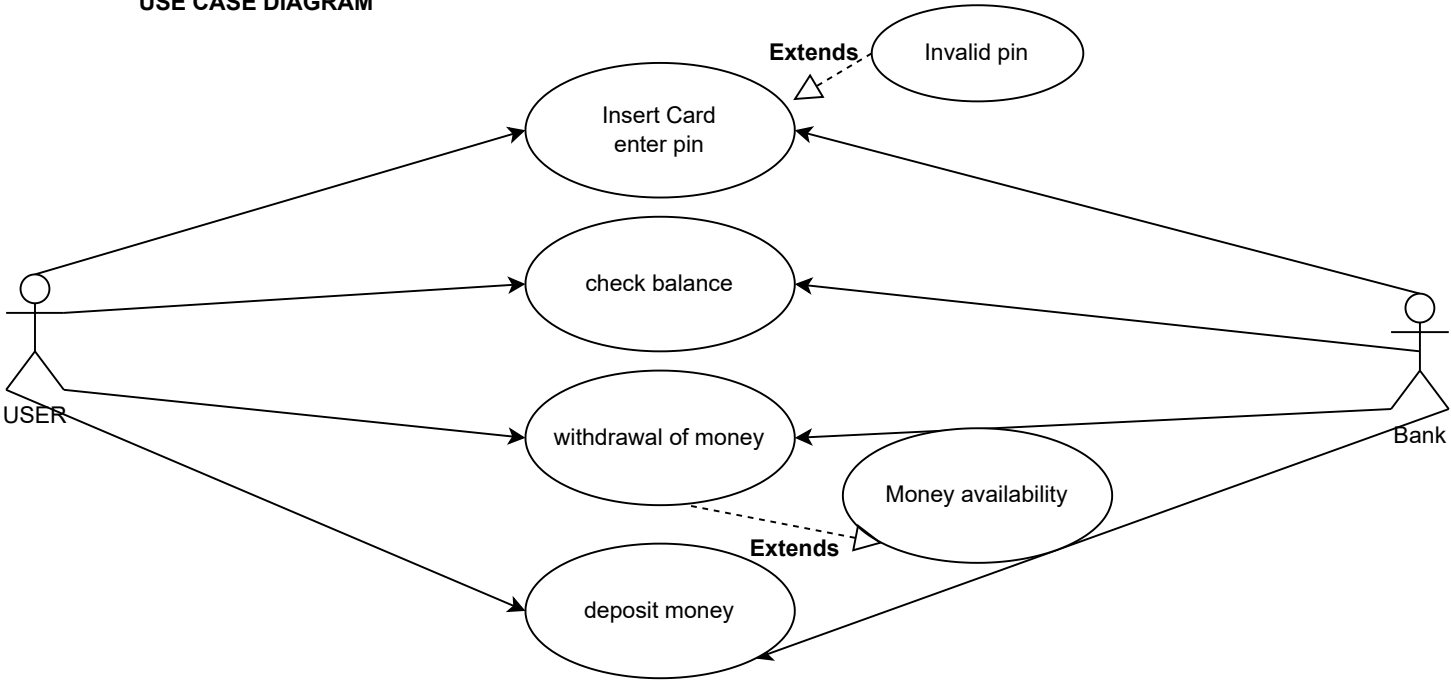 USE CASE DIAGRAM
Extends
Invalid pin
Insert Card
enter pin
check balance
USER
withdrawal of money
Bank
Money availability
Extends
deposit money